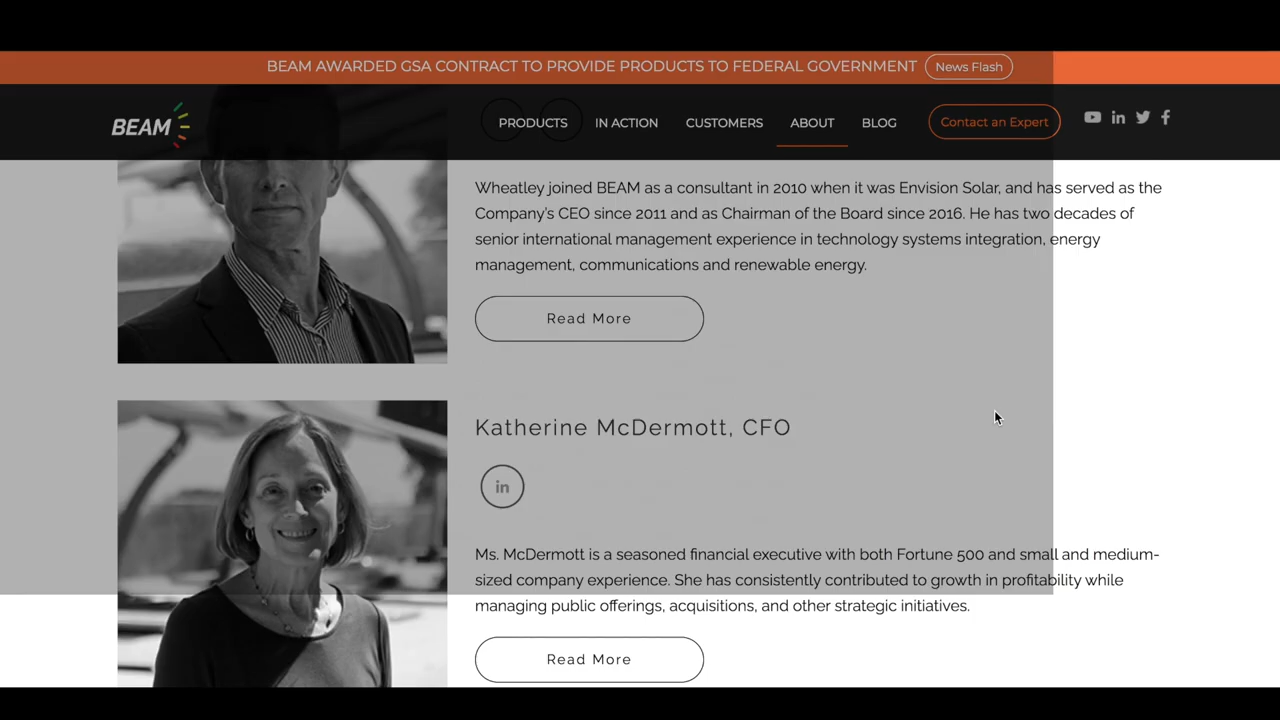 BEAM AWARDED GSA CONTRACT TO PROVIDE PRODUCTS TO FEDERAL GOVERNMENT News Flash
BEAM PRODUCTS IN ACTION CUSTOMERS ABOUT BLOG Contact an Expert
Wheatley joined BEAM as a consultant in 2010 when it was Envision Solar, and has served as the
Company's CEO since 2011 and as Chairman of the Board since 2016. He has two decades of
senior international management experience in technology systems integration, energy
management, communications and renewable energy.
Read More
Katherine McDermott, CFO
in
Ms. McDermott is a seasoned financial executive with both Fortune 500 and small and medium-
sized company experience. She has consistently contributed to growth in profitability while
managing public offerings, acquisitions, and other strategic initiatives.
Read More